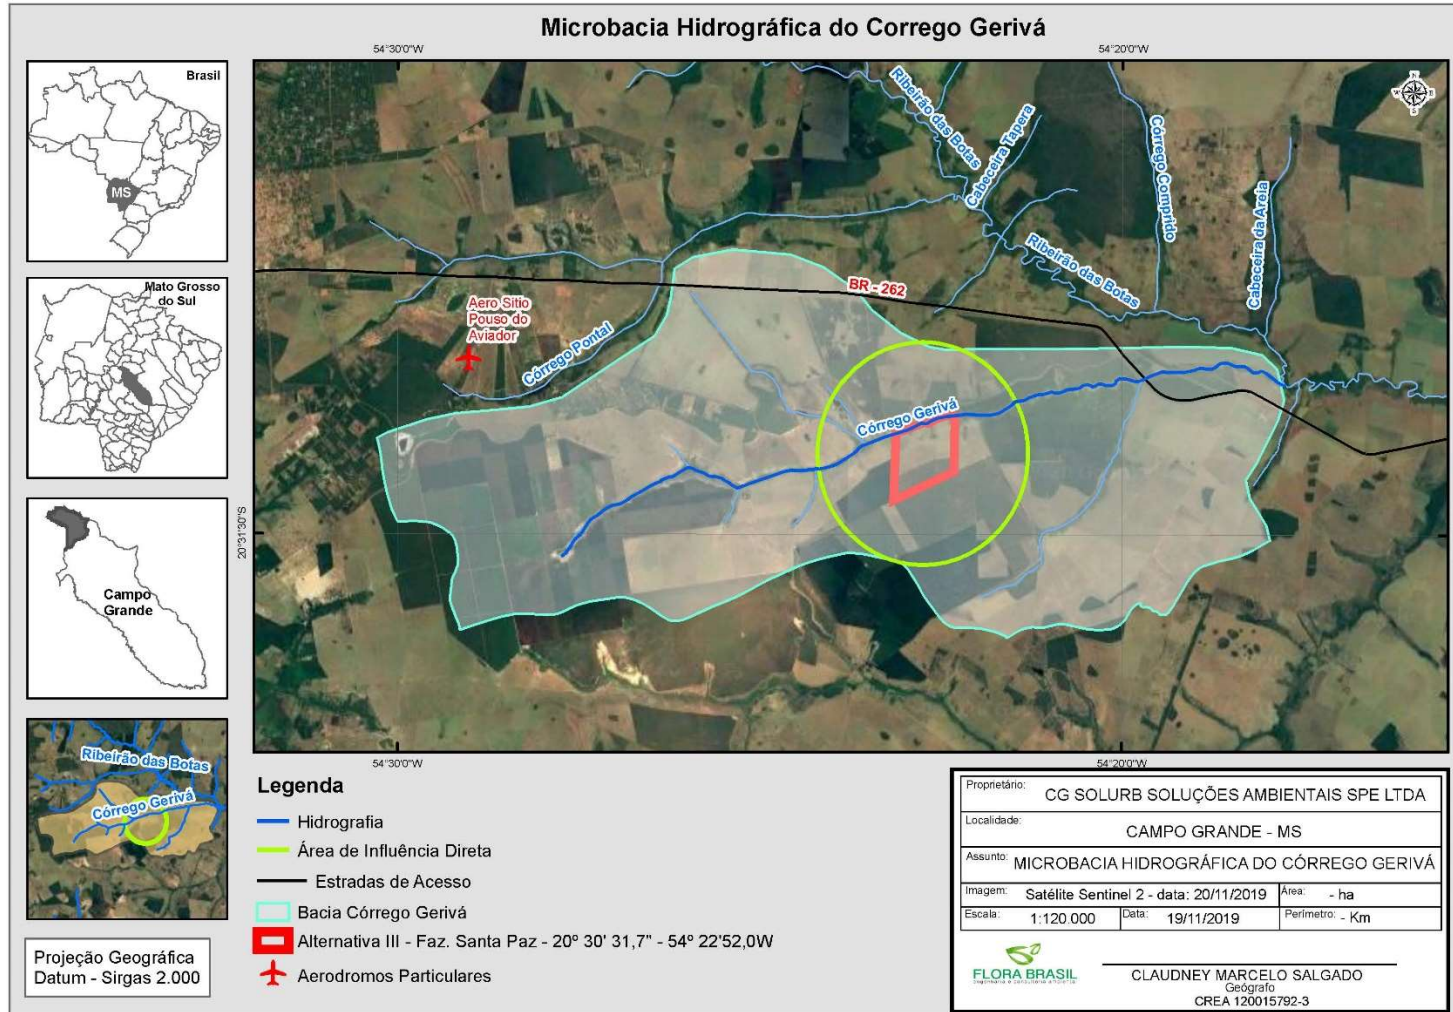 Microbacia Hidrográfica do Corrego Gerivá
54°30'0"W
54°20'0"W
Brasil
MS
Mato Grosso
do Sul
Campo
Grande
Ribeirão das Botas
Córrego Gerivá
Ribeirão das Botas
Cabeceira Tapera
Córrego Comprido
Cabeceira da Areia
Ribeirão das Botas
BR - 262
Aero Sitio
Pouso do
Aviador
Córrego Pontal
Córrego Gerivá
N
W
E
S
20°31'30"S
54°30'0"W
54°20'0"W
Legenda
Hidrografia
Área de Influência Direta
Estradas de Acesso
Bacia Córrego Gerivá
Alternativa III - Faz. Santa Paz - 20º 30' 31,7" - 54º 22'52,0W
Aerodromos Particulares
Projeção Geográfica
Datum - Sirgas 2.000
Proprietário: CG SOLURB SOLUÇÕES AMBIENTAIS SPE LTDA
Localidade: CAMPO GRANDE - MS
Assunto: MICROBACIA HIDROGRÁFICA DO CÓRREGO GERIVÁ
Imagem: Satélite Sentinel 2 - data: 20/11/2019 Área: - ha
Escala: 1:120.000 Data: 19/11/2019 Perímetro: - Km
FLORA BRASIL
engenharia e consultoria ambiental
CLAUDNEY MARCELO SALGADO
Geógrafo
CREA 120015792-3